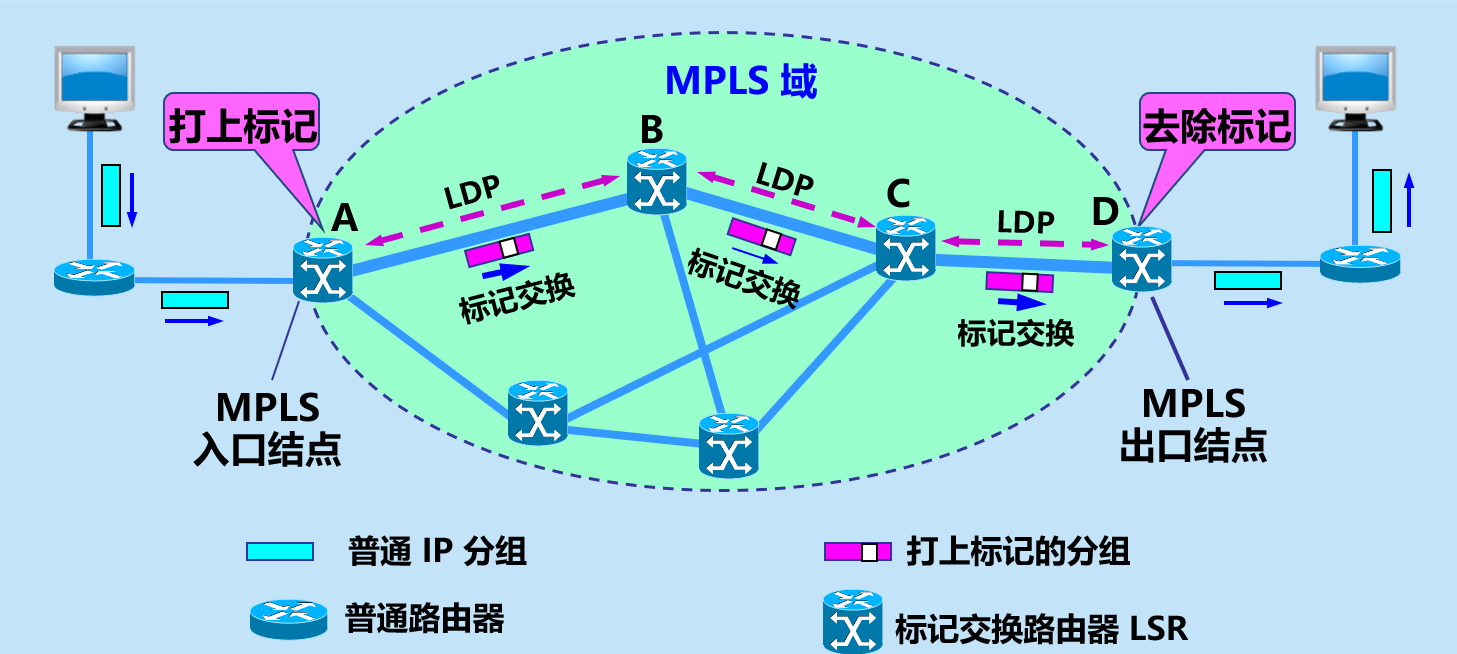 MPLS 域
打上标记
去除标记
B
LDP
LDP
C
A
LDP
D
标记交换
标记交换
标记交换
MPLS
入口结点
MPLS
出口结点
普通 IP 分组
打上标记的分组
普通路由器
标记交换路由器 LSR